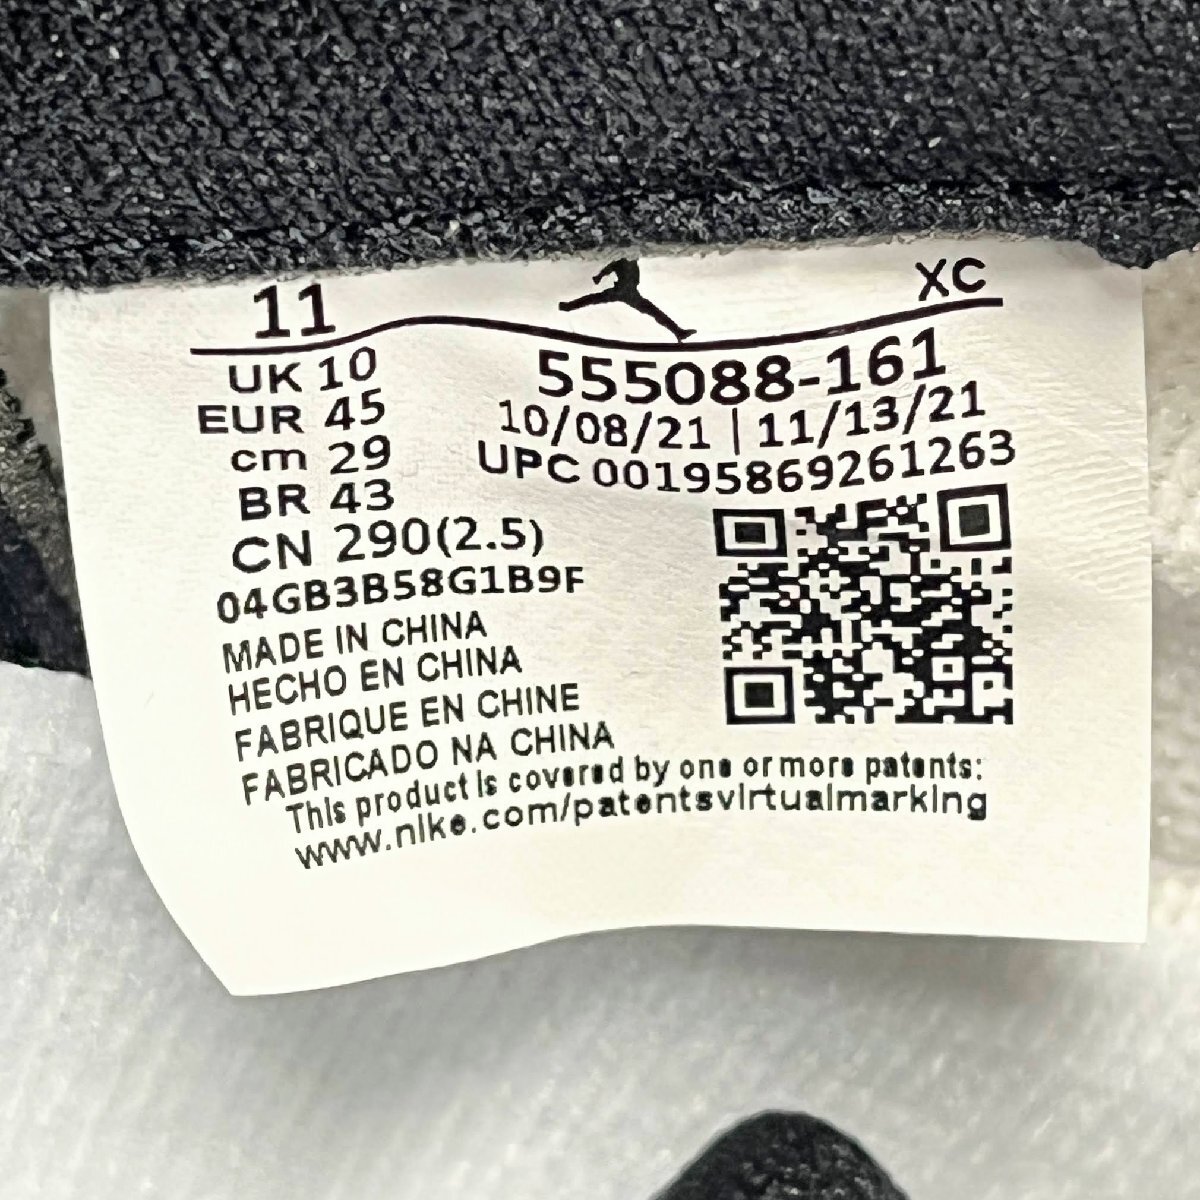 11
XC
UK 10
EUR 45
cm 29
BR 43
CN 290(2.5)
04GB3B58G1B9F
555088-161
10/08/21 | 11/13/21
UPC 00195869261263
MADE IN CHINA
HECHO EN CHINA
FABRIQUE EN CHINE
FABRICADO NA CHINA
This product is covered by one or more patents:
www.nike.com/patentsvirtualmarking